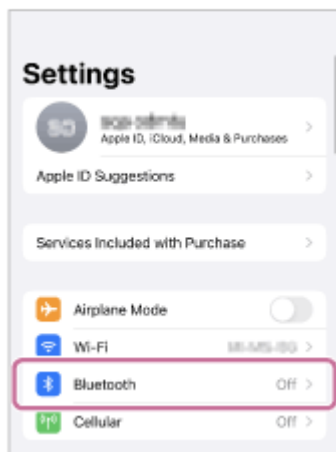 Settings
Apple ID, iCloud, Media & Purchases
Apple ID Suggestions
Services Included with Purchase
Airplane Mode
Wi-Fi
Bluetooth Off
Cellular Off